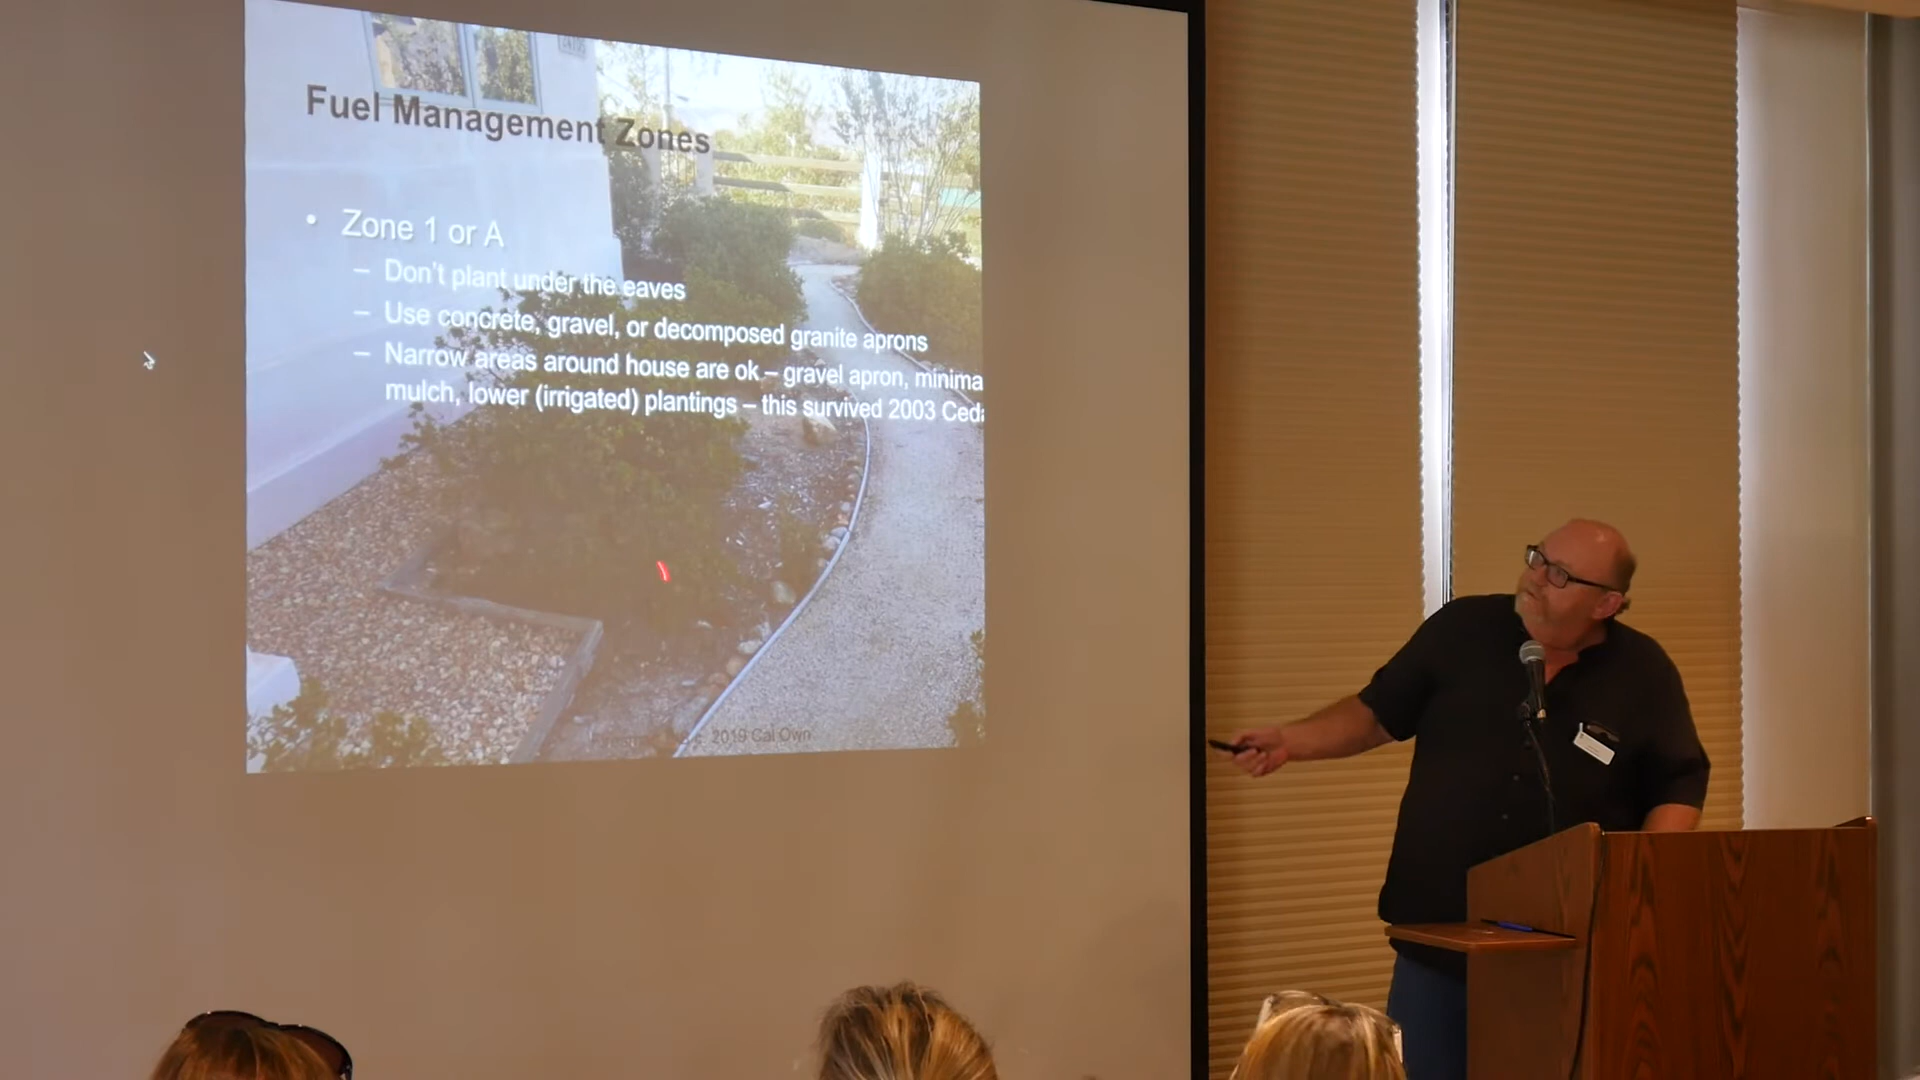 Fuel Management Zones
• Zone 1 or A
– Don't plant under the eaves
– Use concrete, gravel, or decomposed granite aprons
– Narrow areas around house are ok – gravel apron, minima
mulch, lower (irrigated) plantings – this survived 2003 Ceda
2019 Cal Own